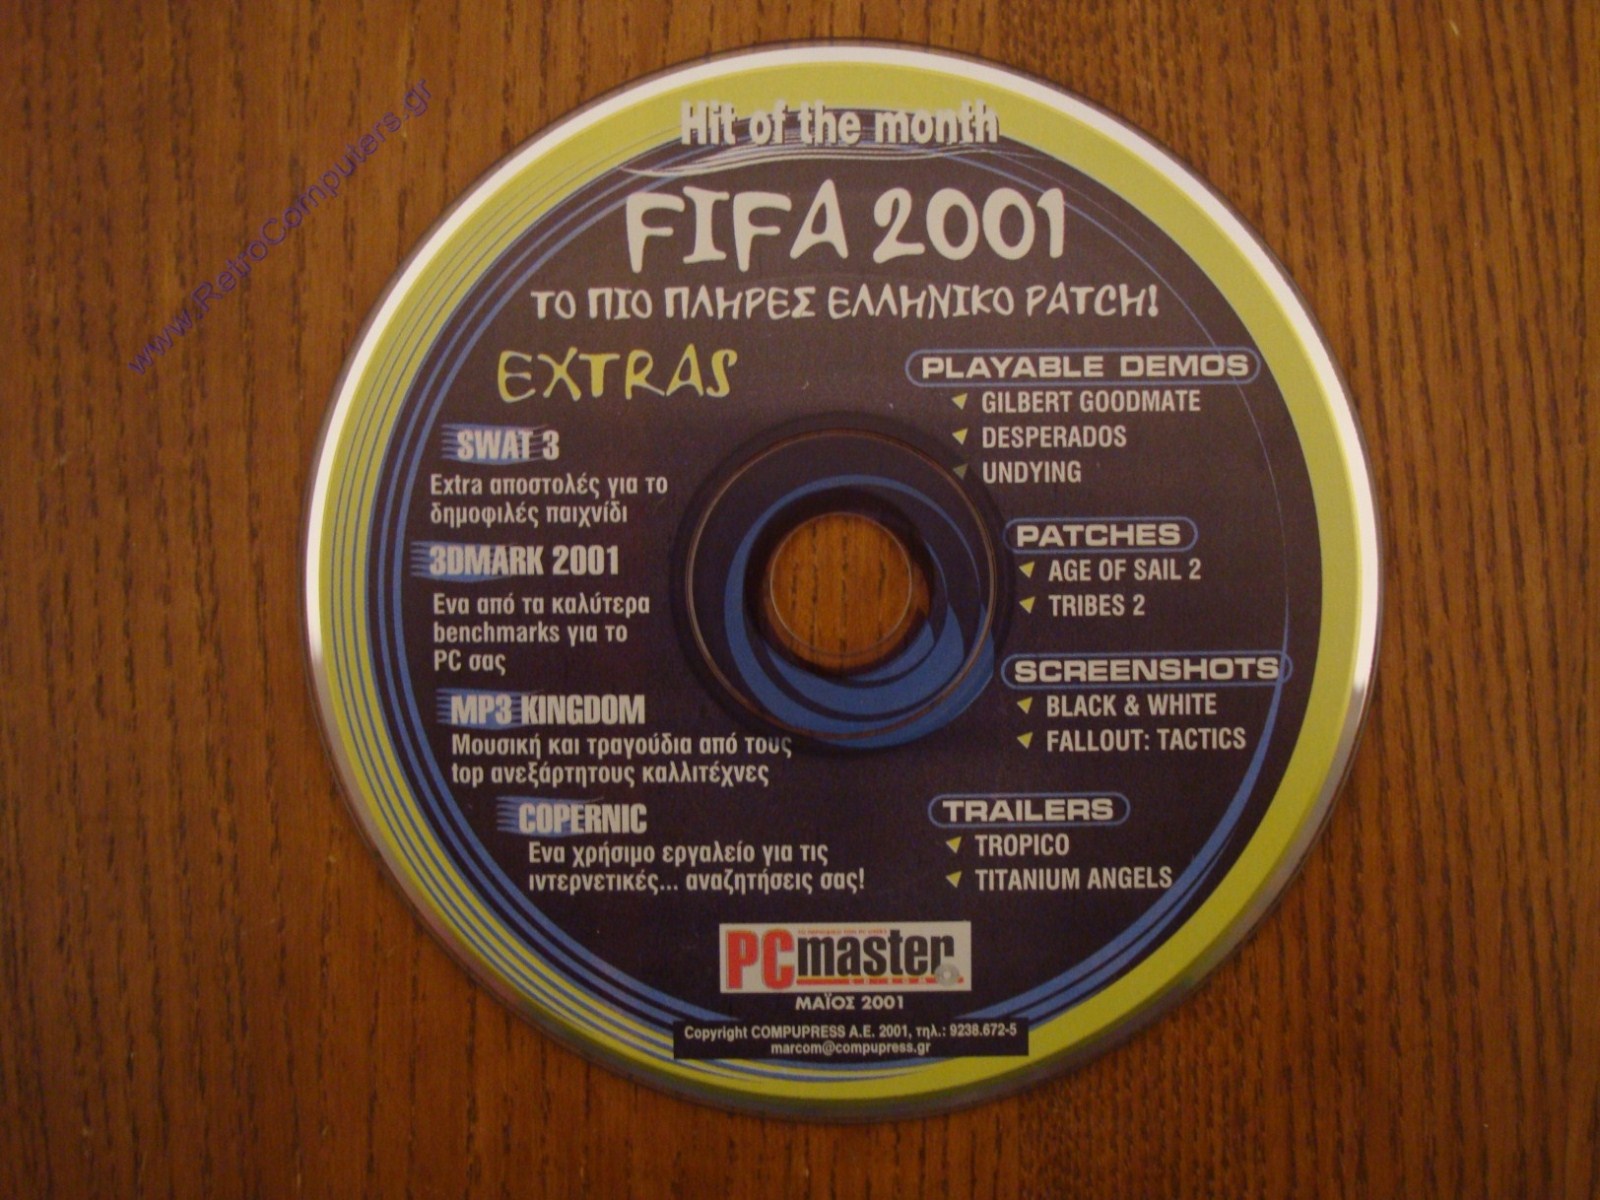 www.RetroComputers.gr
Hit of the month
FIFA 2001
ΤΟ ΠΙΟ ΠΛΗΡΕΣ ΕΛΛΗΝΙΚΟ PATCH!
EXTRAS
SWAT 3
Extra αποστολές για το
δημοφιλές παιχνίδι
3DMARK 2001
Ενα από τα καλύτερα
benchmarks για το
PC σας
MP3 KINGDOM
Μουσική και τραγούδια από τους
top ανεξάρτητους καλλιτέχνες
COPERNIC
Ενα χρήσιμο εργαλείο για τις
ιντερνετικές... αναζητήσεις σας!
PLAYABLE DEMOS
GILBERT GOODMATE
DESPERADOS
UNDYING
PATCHES
AGE OF SAIL 2
TRIBES 2
SCREENSHOTS
BLACK & WHITE
FALLOUT: TACTICS
TRAILERS
TROPICO
TITANIUM ANGELS
PCmaster
ΜΑΪΟΣ 2001
Copyright COMPUPRESS A.E. 2001, τηλ.: 9238.672-5
marcom@compupress.gr